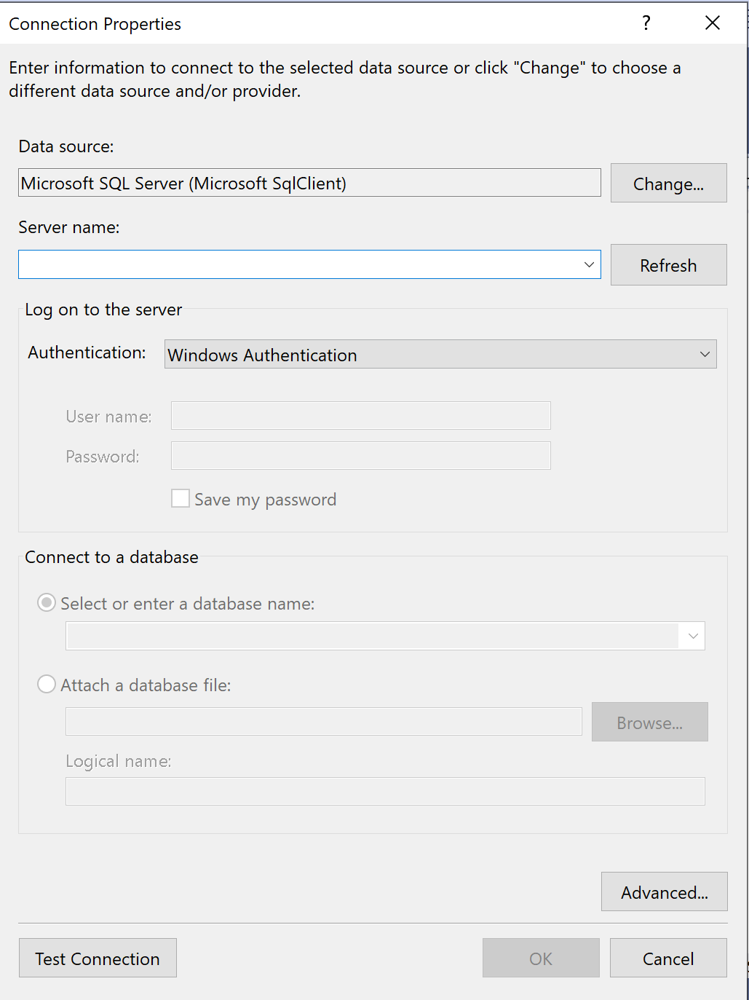 Connection Properties
?
Enter information to connect to the selected data source or click "Change" to choose a
different data source and/or provider.
Data source:
Microsoft SQL Server (Microsoft SqlClient)
Change...
Server name:
Refresh
Log on to the server
Authentication:
Windows Authentication
User name:
Password:
Save my password
Connect to a database
Select or enter a database name:
Attach a database file:
Browse...
Logical name:
Advanced...
Test Connection
OK
Cancel